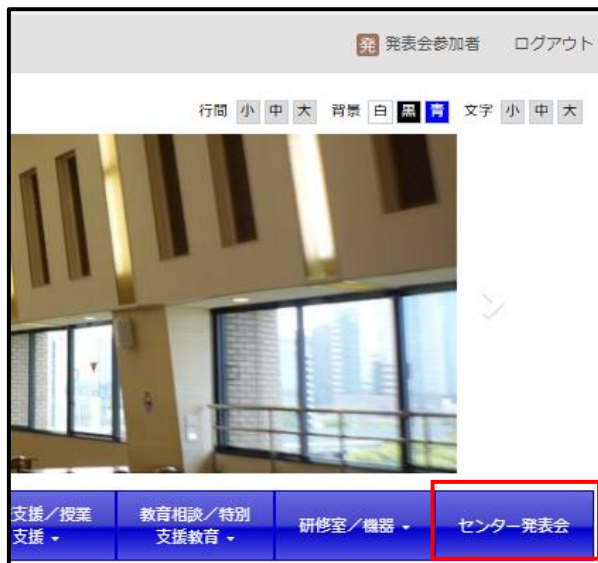 発 発表会参加者 ログアウト
行間 小 中 大 背景 白 黒 青 文字 小 中 大
支援／授業
支援
教育相談／特別
支援教育
研修室／機器
センター発表会